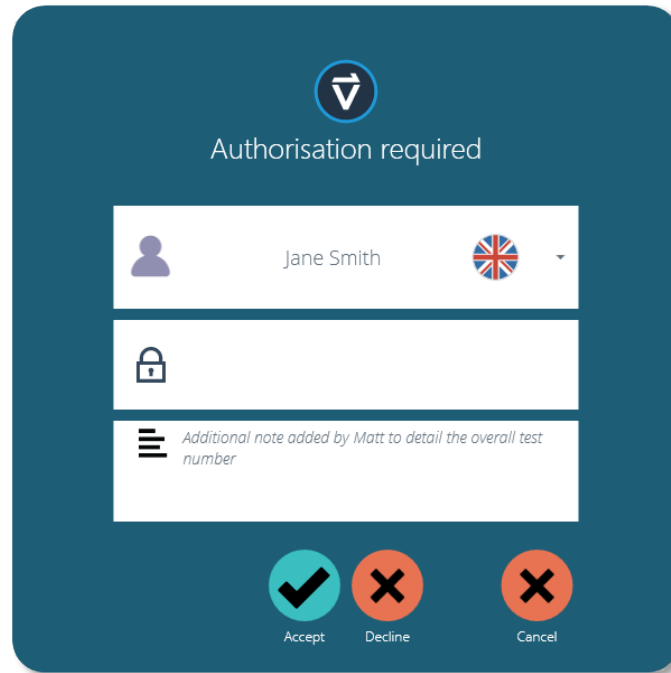 Authorisation required
Jane Smith
Additional note added by Matt to detail the overall test
number
Accept
Decline
Cancel